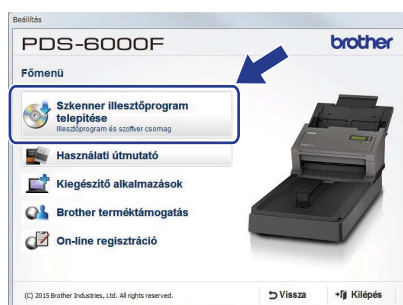 Beállítás
PDS-6000F
brother
Főmenü
Szkenner illesztőprogram
telepítése
Illesztőprogram és szoftver csomag
Használati útmutató
Kiegészítő alkalmazások
Brother terméktámogatás
On-line regisztráció
(C) 2015 Brother Industries, Ltd. All rights reserved.
Vissza
Kilépés